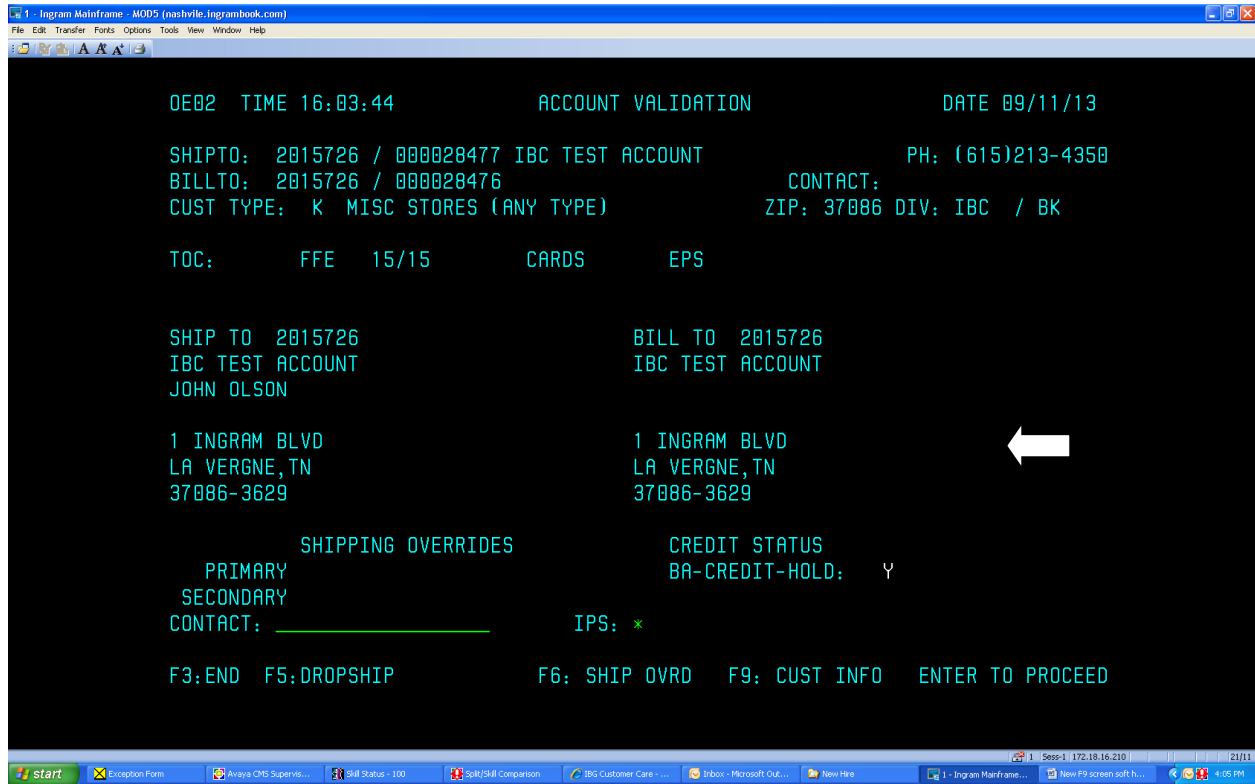 1 - Ingram Mainframe - MOD5 (nashvile.ingrambook.com)
File Edit Transfer Fonts Options Tools View Window Help
OE02 TIME 16:03:44 ACCOUNT VALIDATION DATE 09/11/13
SHIPTO: 2015726 / 000028477 IBC TEST ACCOUNT PH: (615)213-4350
BILLTO: 2015726 / 000028476 CONTACT:
CUST TYPE: K MISC STORES (ANY TYPE) ZIP: 37086 DIV: IBC / BK
TOC: FFE 15/15 CARDS EPS
SHIP TO 2015726 BILL TO 2015726
IBC TEST ACCOUNT IBC TEST ACCOUNT
JOHN OLSON
1 INGRAM BLVD 1 INGRAM BLVD
LA VERGNE,TN LA VERGNE,TN
37086-3629 37086-3629
SHIPPING OVERRIDES CREDIT STATUS
PRIMARY BA-CREDIT-HOLD: Y
SECONDARY
CONTACT: __________________ IPS: *
F3:END F5:DROPSHIP F6: SHIP OVRD F9: CUST INFO ENTER TO PROCEED
1 Sess-1 172.18.16.210 21/11
start Exception Form Avaya CMS Supervis... Skill Status - 100 Split/Skill Comparison IBG Customer Care - ... Inbox - Microsoft Out... New Hire 1 - Ingram Mainframe... New F9 screen soft h... 4:05 PM